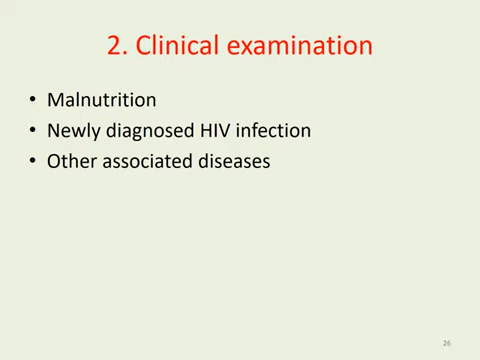 2. Clinical examination
• Malnutrition
• Newly diagnosed HIV infection
• Other associated diseases
26